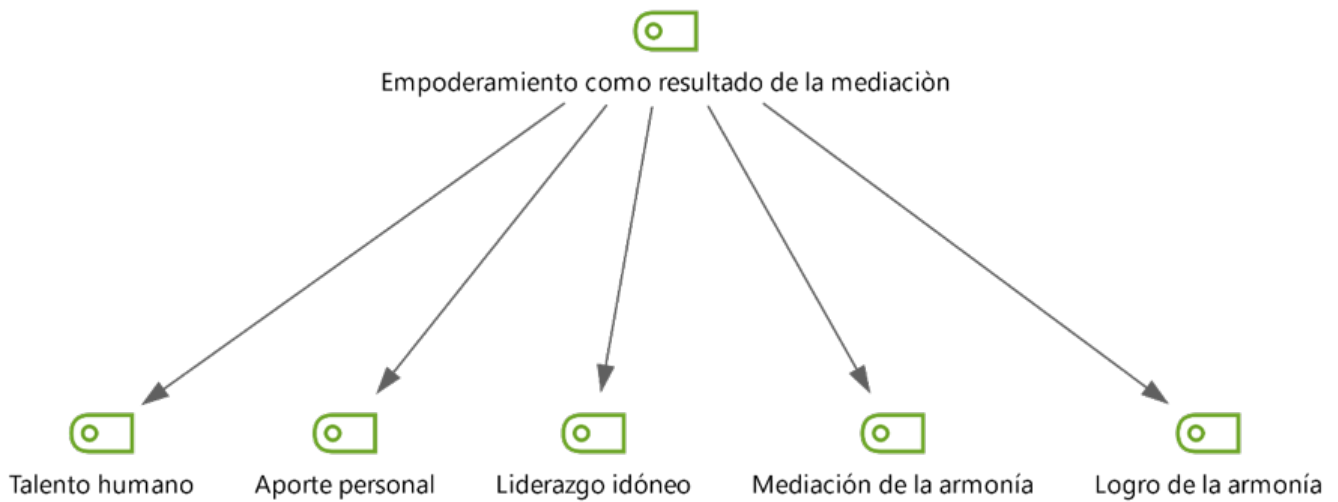 Empoderamiento como resultado de la mediaciòn
Talento humano
Aporte personal
Liderazgo idóneo
Mediación de la armonía
Logro de la armonía